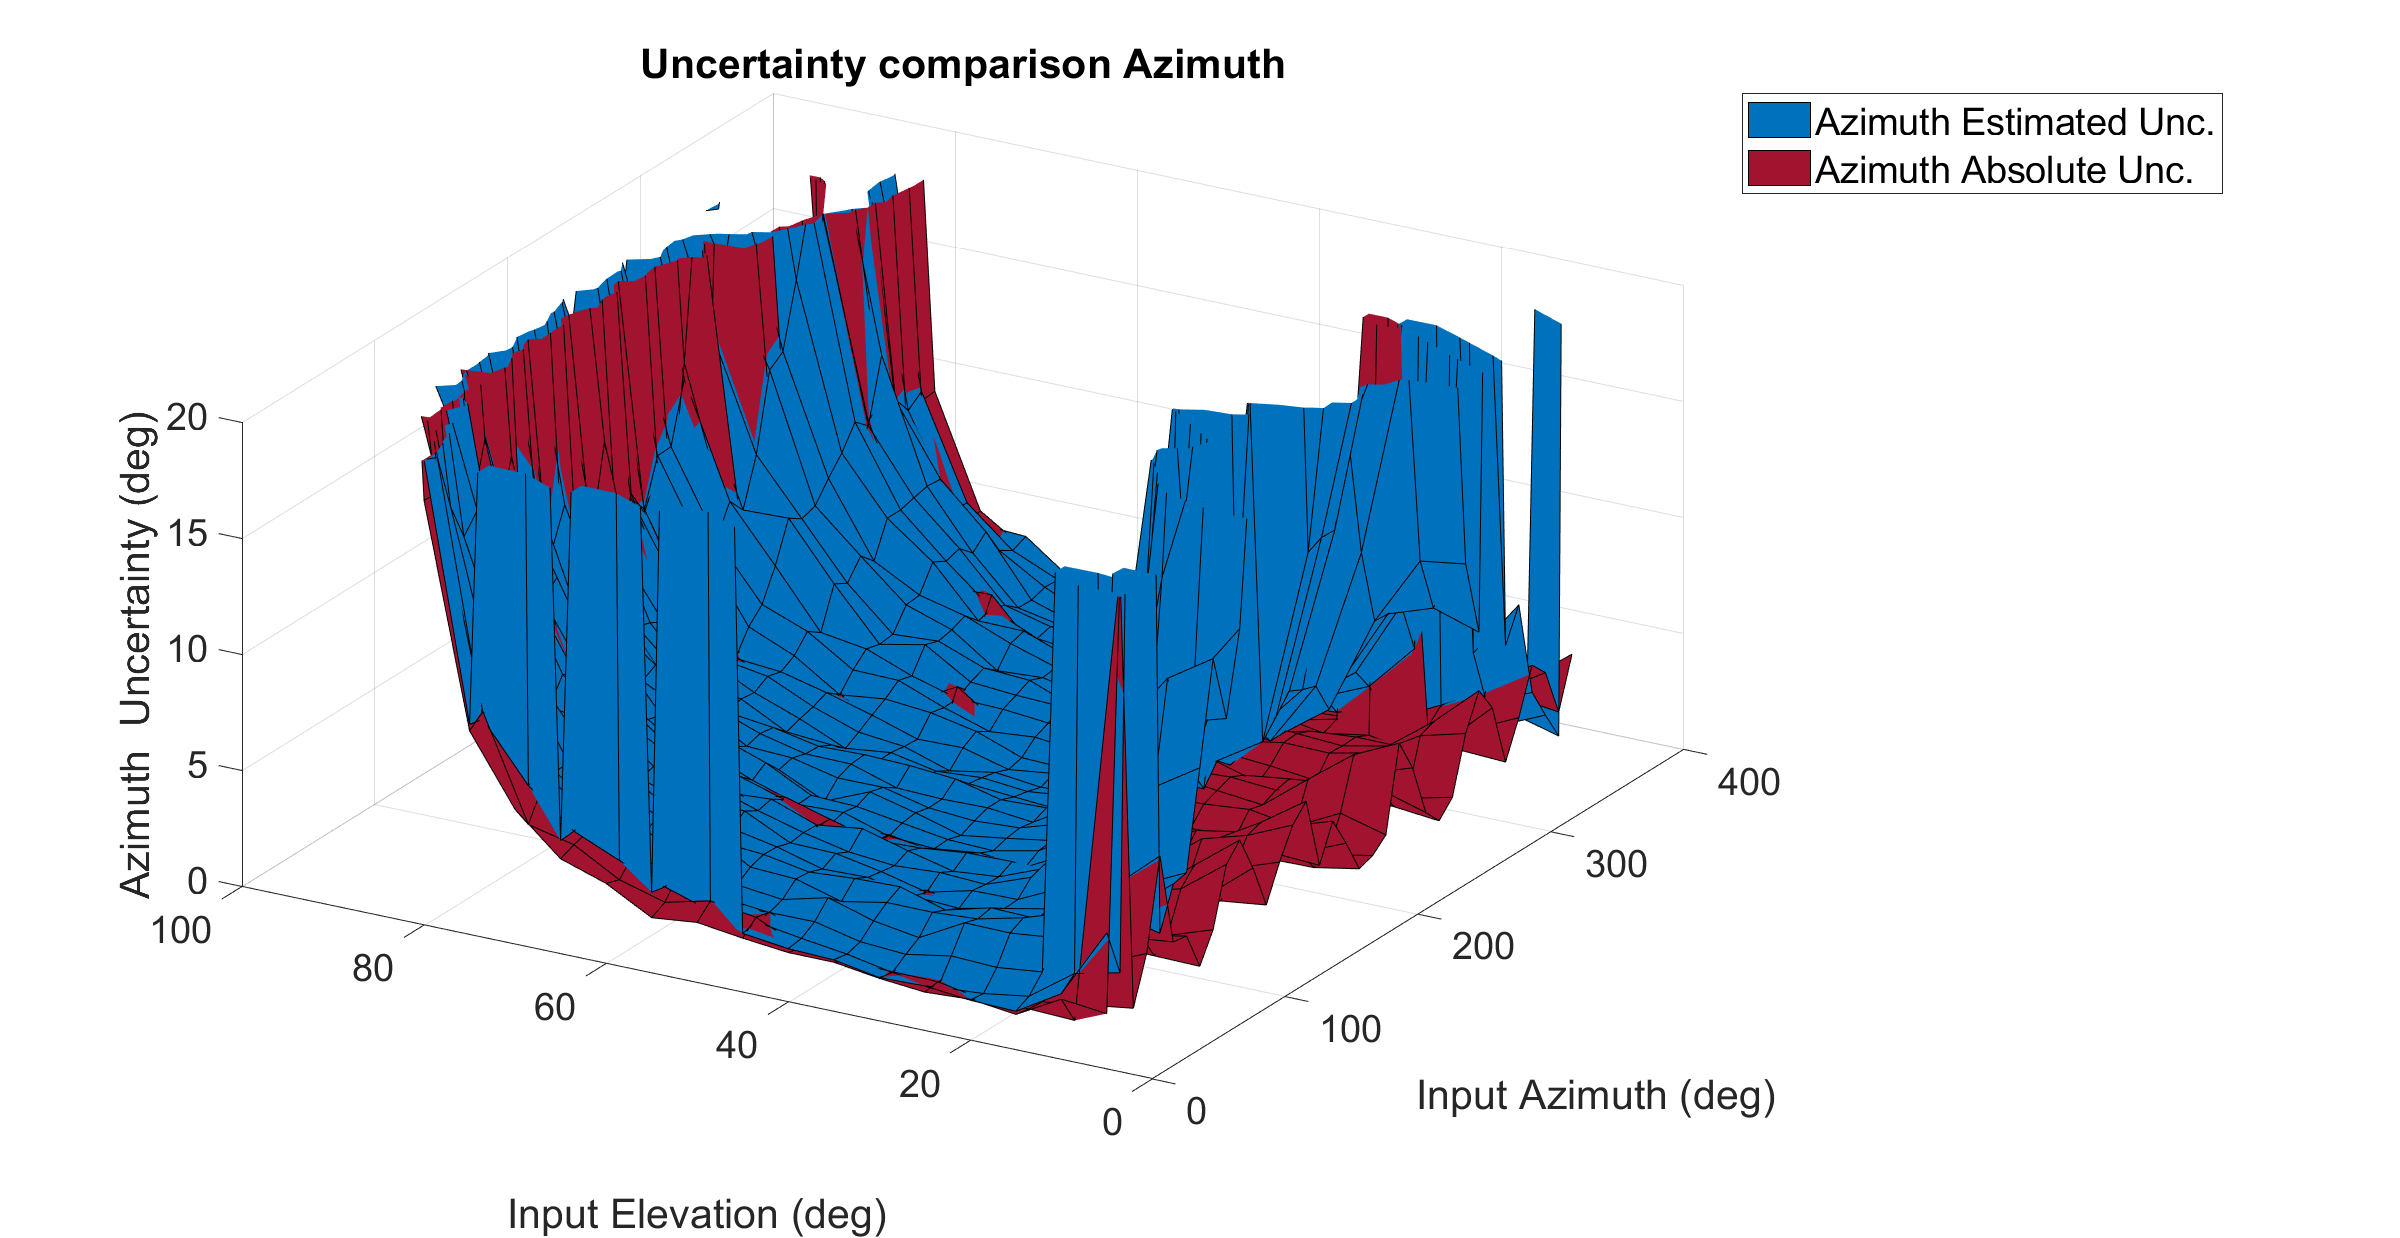 Uncertainty comparison Azimuth
Azimuth Estimated Unc.
Azimuth Absolute Unc.
Azimuth  Uncertainty (deg)
20
15
10
5
0
100
80
60
40
20
0
0
100
200
300
400
Input Azimuth (deg)
Input Elevation (deg)